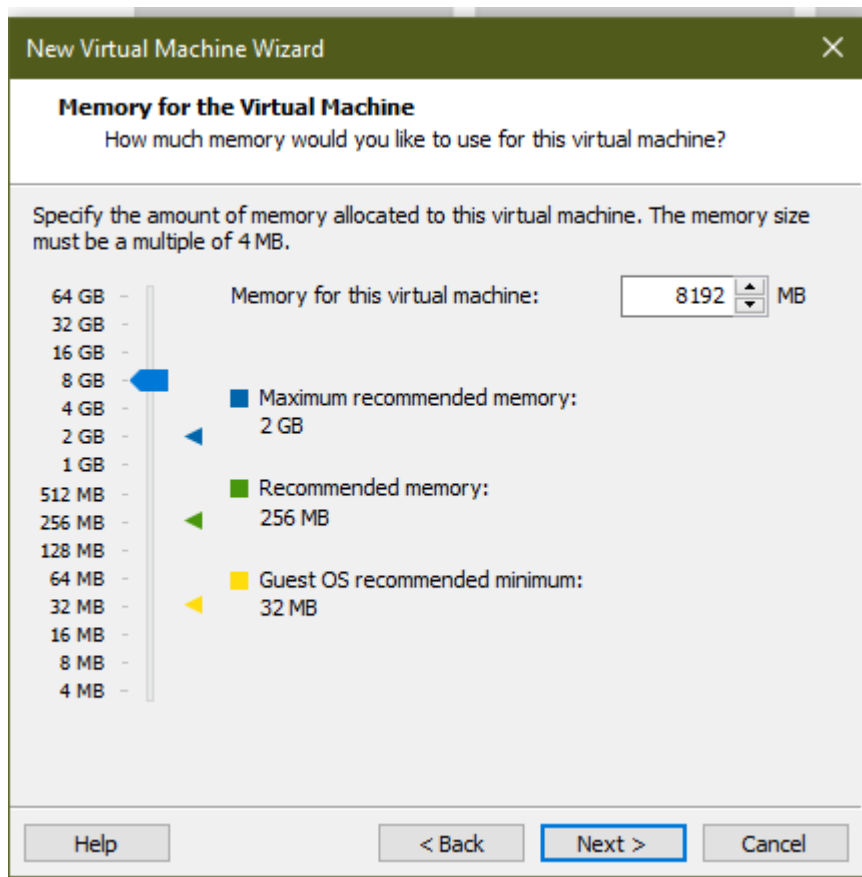 New Virtual Machine Wizard
Memory for the Virtual Machine
How much memory would you like to use for this virtual machine?
Specify the amount of memory allocated to this virtual machine. The memory size
must be a multiple of 4 MB.
64 GB
Memory for this virtual machine:
8192 MB
32 GB
16 GB
8 GB
Maximum recommended memory:
4 GB
2 GB
2 GB
1 GB
Recommended memory:
512 MB
256 MB
256 MB
128 MB
Guest OS recommended minimum:
64 MB
32 MB
32 MB
16 MB
8 MB
4 MB
Help
< Back
Next >
Cancel